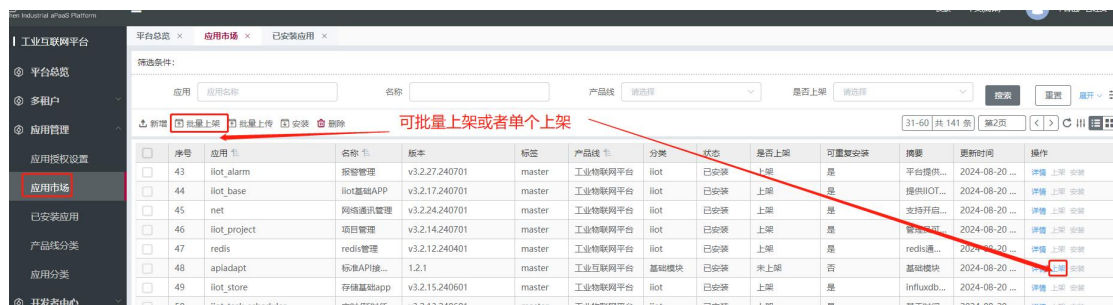 hen Industrial aPaaS Platform
工业互联网平台
平台总览 × 应用市场 × 已安装应用 ×
筛选条件:
平台总览
多租户
应用管理
应用授权设置
应用市场
已安装应用
产品线分类
应用分类
开发者中心
应用 应用名称 名称 产品线 请选择 是否上架 请选择 搜索 重置 展开
新增 批量上架 批量上传 安装 删除 可批量上架或者单个上架 31-60 共 141 条 第2页
序号 应用 名称 版本 标签 产品线 分类 状态 是否上架 可重复安装 摘要 更新时间 操作
43 iiot_alarm 报警管理 v3.2.27.240701 master 工业物联网平台 iiot 已安装 上架 是 平台提供... 2024-08-20 ... 详情 上架 安装
44 iiot_base iiot基础APP v3.2.17.240701 master 工业物联网平台 iiot 已安装 上架 是 提供IIOT... 2024-08-20 ... 详情 上架 安装
45 net 网络通讯管理 v3.2.24.240701 master 工业物联网平台 iiot 已安装 上架 是 支持开启... 2024-08-20 ... 详情 上架 安装
46 iiot_project 项目管理 v3.2.14.240701 master 工业物联网平台 iiot 已安装 上架 是 2024-08-20 ... 详情 上架 安装
47 redis redis管理 v3.2.12.240401 master 工业物联网平台 iiot 已安装 上架 是 redis通... 2024-08-20 ... 详情 上架 安装
48 apiadapt 标准API接... 1.2.1 master 工业互联网平台 基础模块 已安装 未上架 否 基础模块 2024-08-20 ... 详情 上架 安装
49 iiot_store 存储基础app v3.2.15.240601 master 工业物联网平台 iiot 已安装 上架 是 influxdb... 2024-08-20 ... 详情 上架 安装